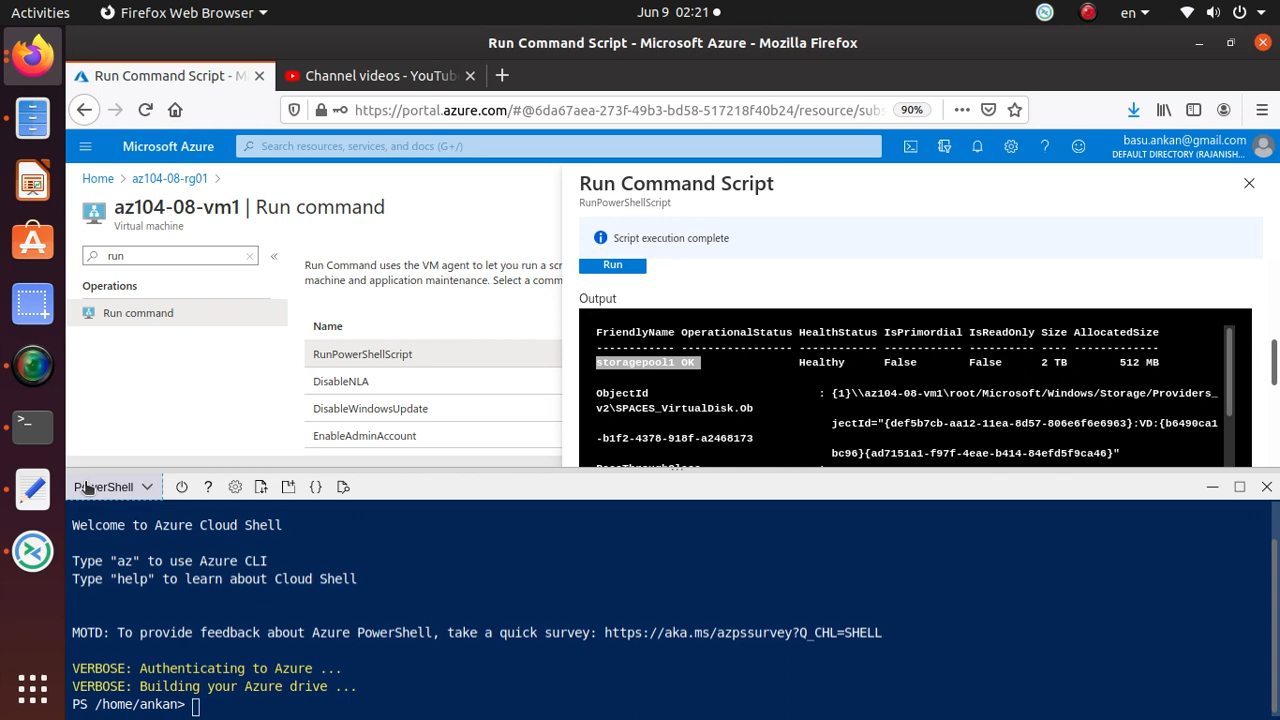 Activities
Firefox Web Browser
Jun 9 02:21
en
Run Command Script - Microsoft Azure - Mozilla Firefox
Run Command Script - M
Channel videos - YouTube
https://portal.azure.com/#@6da67aea-273f-49b3-bd58-517218f40b24/resource/subs
90%
Microsoft Azure
Search resources, services, and docs (G+/)
basu.ankan@gmail.com
DEFAULT DIRECTORY (RAJANISH...
Home
az104-08-rg01
az104-08-vm1 | Run command
Virtual machine
run
Operations
Run command
Run Command uses the VM agent to let you run a scr
machine and application maintenance. Select a comm
Name
RunPowerShellScript
DisableNLA
DisableWindowsUpdate
EnableAdminAccount
Run Command Script
RunPowerShellScript
Script execution complete
Run
Output
FriendlyName OperationalStatus HealthStatus IsPrimordial IsReadOnly Size AllocatedSize
------------ ----------------- ------------ ------------ ---------- ---- -------------
storagepool1 OK Healthy False False 2 TB 512 MB
ObjectId : {1}\\az104-08-vm1\root/Microsoft/Windows/Storage/Providers_
v2\SPACES_VirtualDisk.Ob
jectId="{def5b7cb-aa12-11ea-8d57-806e6f6e6963}:VD:{b6490ca1
-b1f2-4378-918f-a2468173
bc96}{ad7151a1-f97f-4eae-b414-84efd5f9ca46}"
PassThroughClass :
PowerShell
Welcome to Azure Cloud Shell
Type "az" to use Azure CLI
Type "help" to learn about Cloud Shell
MOTD: To provide feedback about Azure PowerShell, take a quick survey: https://aka.ms/azpssurvey?Q_CHL=SHELL
VERBOSE: Authenticating to Azure ...
VERBOSE: Building your Azure drive ...
PS /home/ankan>